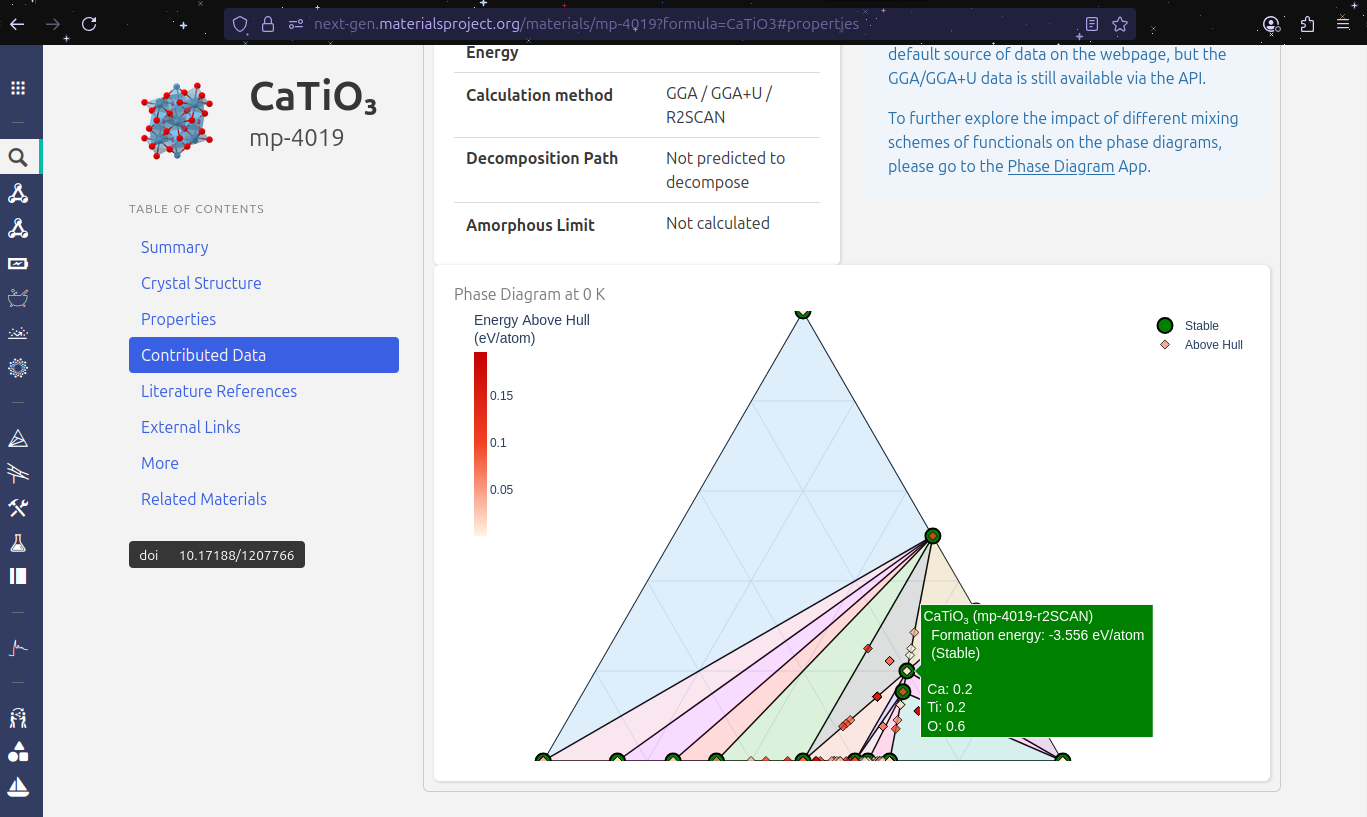 next-gen.materialsproject.org/materials/mp-4019?formula=CaTiO3#properties
CaTiO₃
mp-4019
TABLE OF CONTENTS
Summary
Crystal Structure
Properties
Contributed Data
Literature References
External Links
More
Related Materials
doi 10.17188/1207766
Energy
Calculation method
GGA / GGA+U /
R2SCAN
Decomposition Path
Not predicted to
decompose
Amorphous Limit
Not calculated
default source of data on the webpage, but the
GGA/GGA+U data is still available via the API.
To further explore the impact of different mixing
schemes of functionals on the phase diagrams,
please go to the Phase Diagram App.
Phase Diagram at 0 K
Energy Above Hull
(eV/atom)
0.15
0.1
0.05
Stable
Above Hull
CaTiO₃ (mp-4019-r2SCAN)
Formation energy: -3.556 eV/atom
(Stable)
Ca: 0.2
Ti: 0.2
O: 0.6